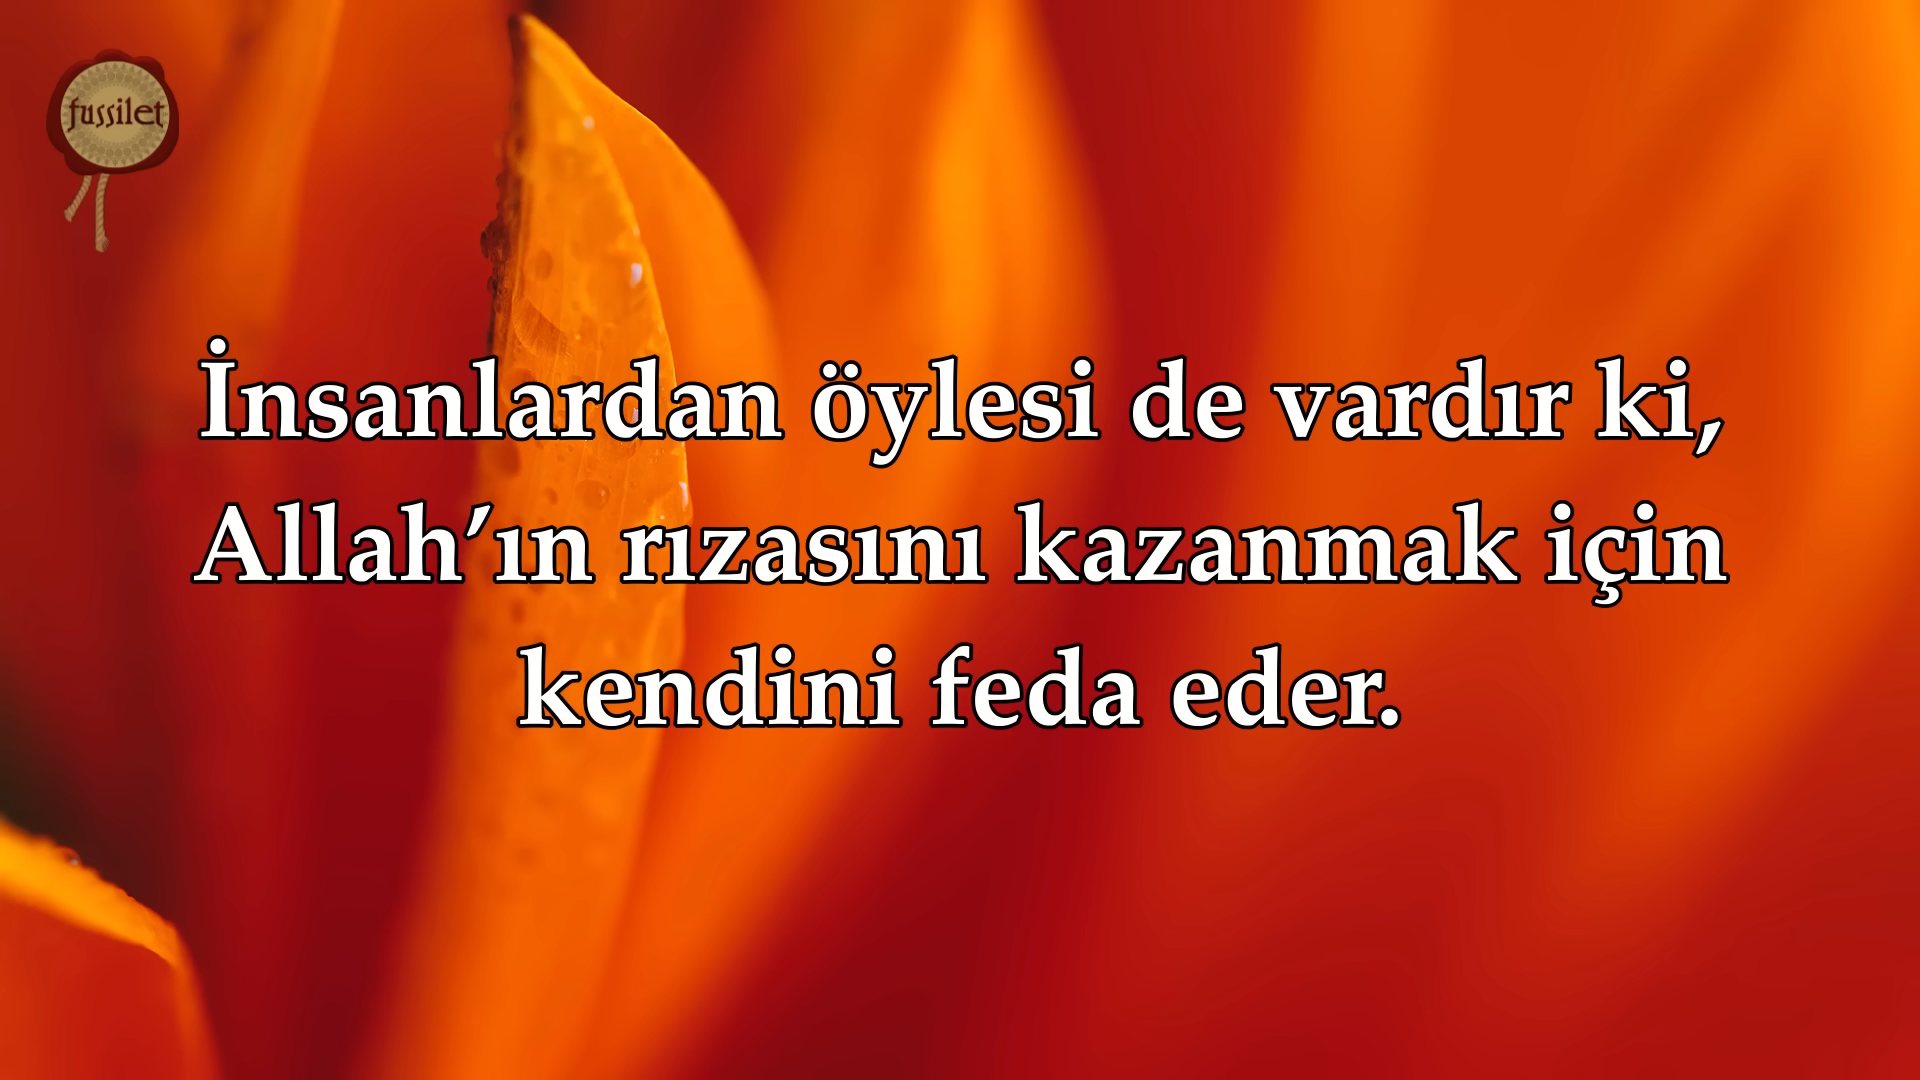 fussilet
İnsanlardan öylesi de vardır ki,
Allah’ın rızasını kazanmak için
kendini feda eder.